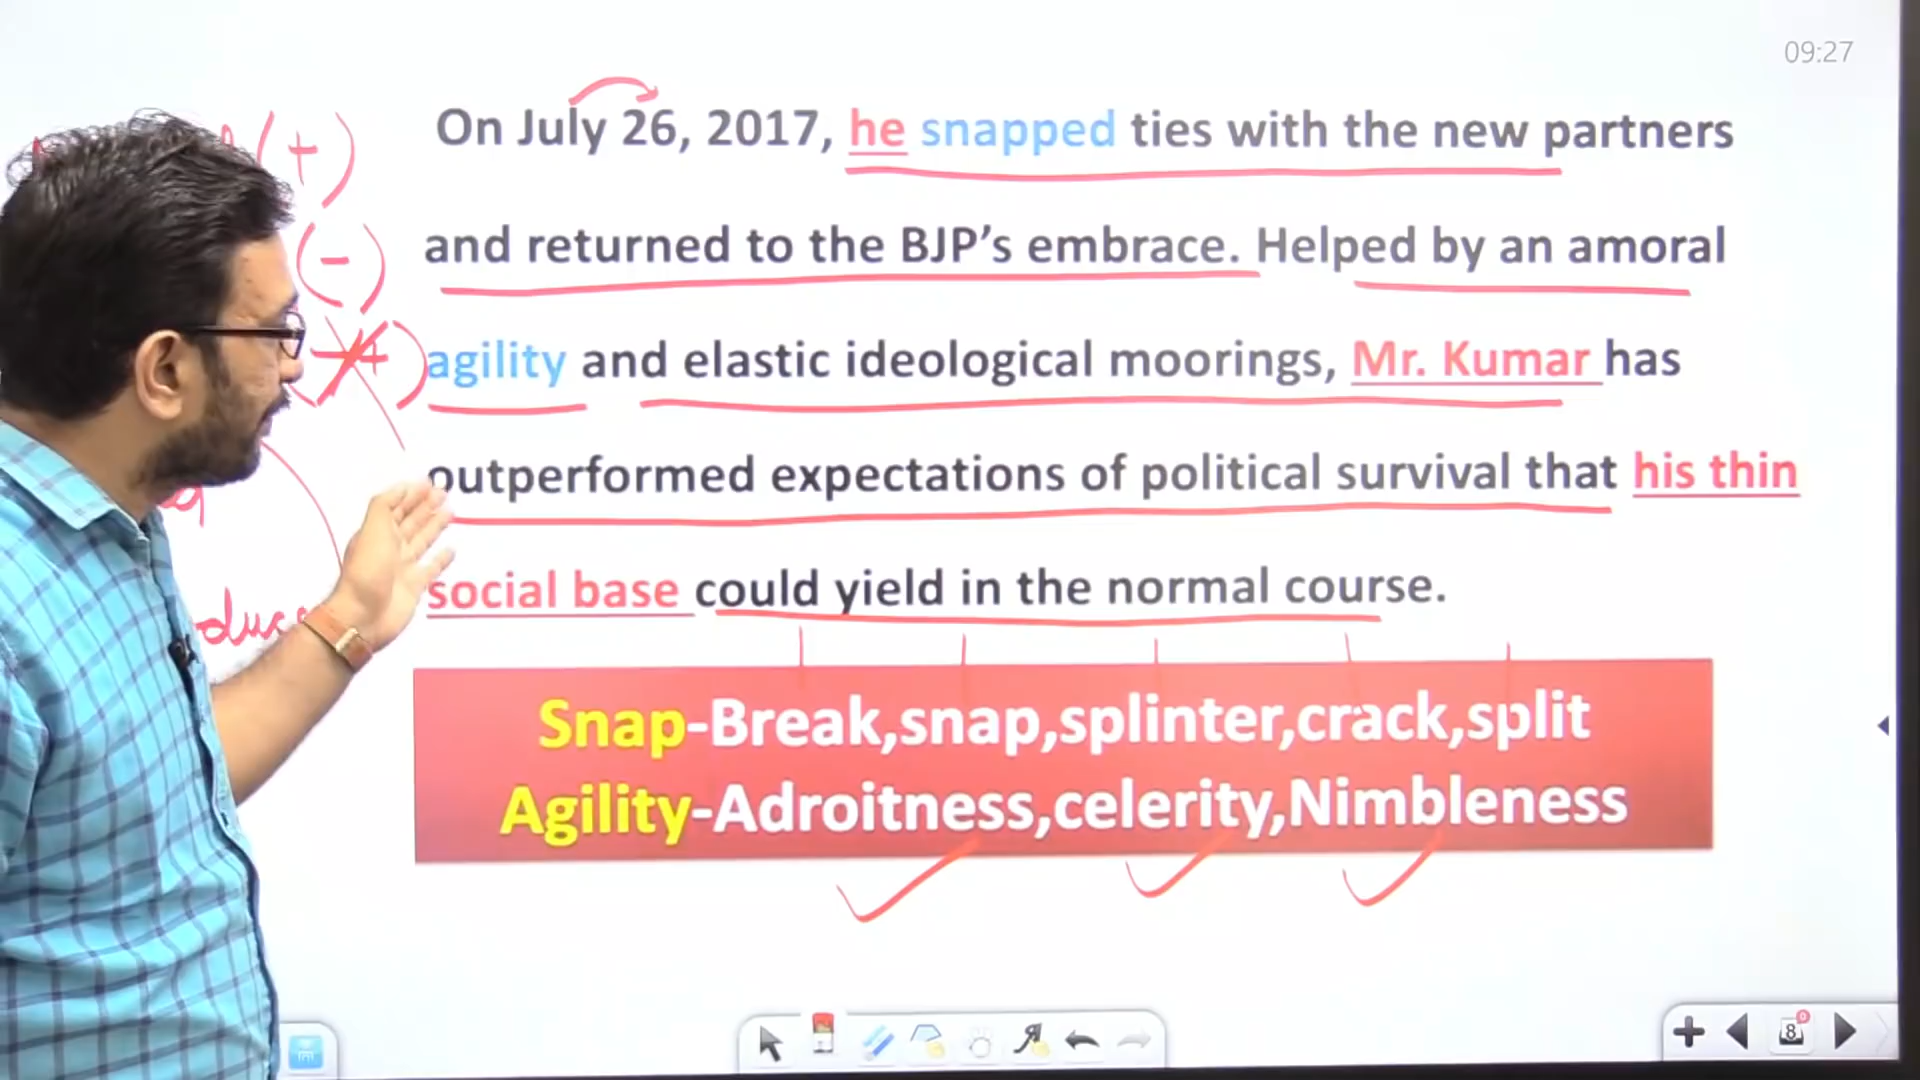 09:27
On July 26, 2017, he snapped ties with the new partners
and returned to the BJP's embrace. Helped by an amoral
agility and elastic ideological moorings, Mr. Kumar has
outperformed expectations of political survival that his thin
social base could yield in the normal course.
Snap-Break,snap,splinter,crack,split
Agility-Adroitness,celerity,Nimbleness
(+)
(-)
8
0